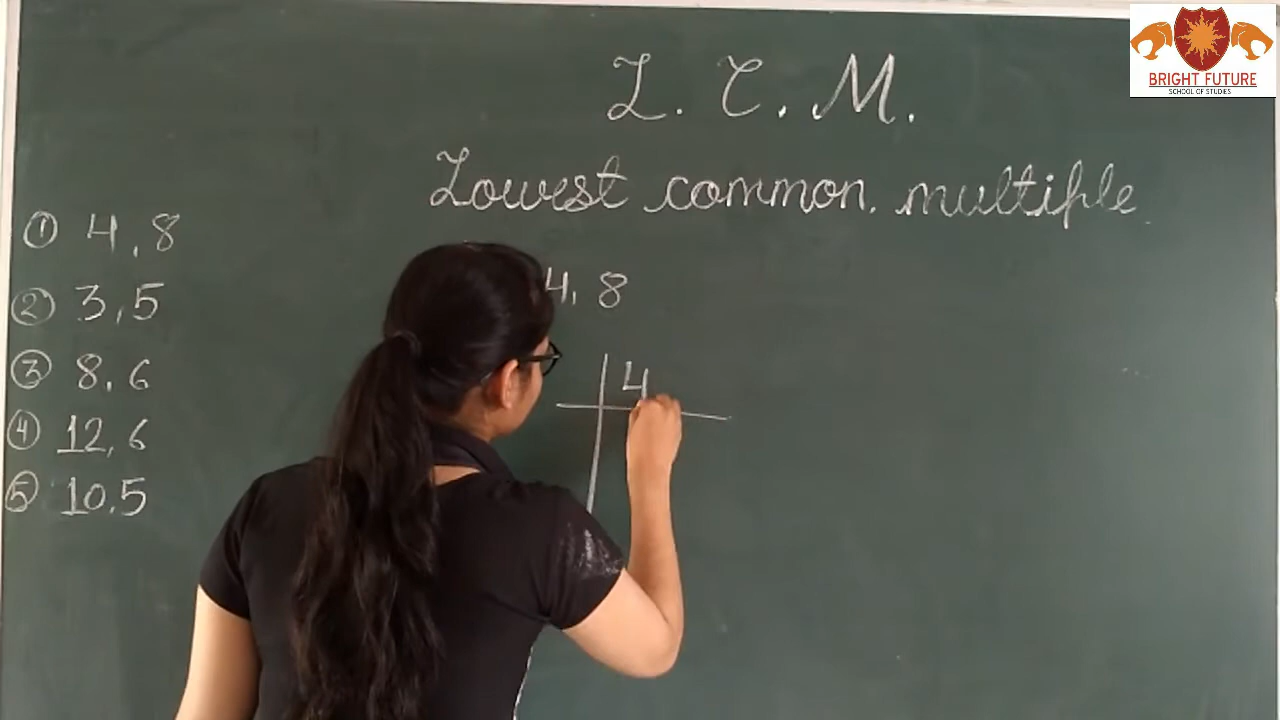 BRIGHT FUTURE
SCHOOL OF STUDIES
L. C. M.
Lowest common. multiple
① 4, 8
② 3, 5
③ 8, 6
④ 12, 6
⑤ 10, 5
4, 8
4